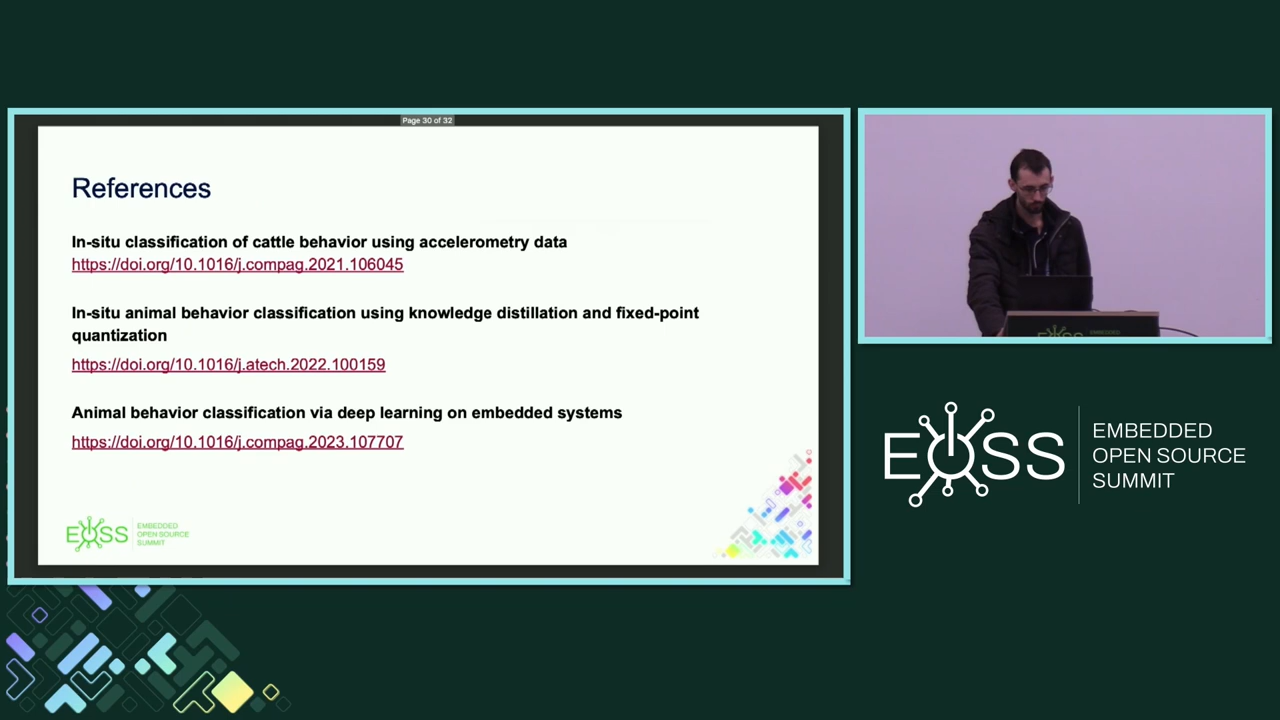 Page 30 of 32
References
In-situ classification of cattle behavior using accelerometry data
https://doi.org/10.1016/j.compag.2021.106045
In-situ animal behavior classification using knowledge distillation and fixed-point
quantization
https://doi.org/10.1016/j.atech.2022.100159
Animal behavior classification via deep learning on embedded systems
https://doi.org/10.1016/j.compag.2023.107707
EOSS
EMBEDDED
OPEN SOURCE
SUMMIT
EOSS
EMBEDDED
OPEN SOURCE
SUMMIT